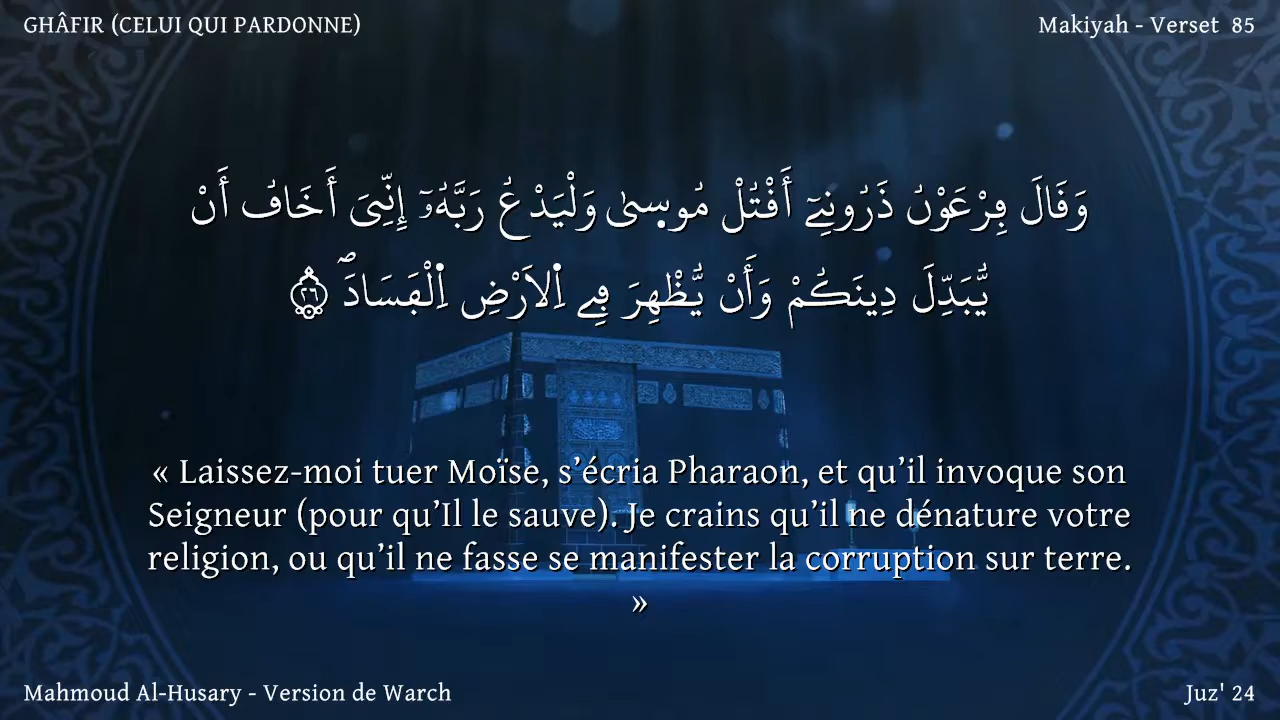 GHÂFIR (CELUI QUI PARDONNE)
Makiyah - Verset 85
وَقَالَ فِرْعَوْنُ ذَرُونِےٓ أَقْتُلْ مُوسۭىٰ وَلْيَدْعُ رَبَّهُۥٓ إِنِّيَ أَخَافُ أَنْ
يُّبَدِّلَ دِينَكُمْ وَأَنْ يُّظْهِرَ فِے اِ۬لَارْضِ اِ۬لْفَسَادَۖ ٢٦
« Laissez-moi tuer Moïse, s’écria Pharaon, et qu’il invoque son
Seigneur (pour qu’Il le sauve). Je crains qu’il ne dénature votre
religion, ou qu’il ne fasse se manifester la corruption sur terre.
»
Mahmoud Al-Husary - Version de Warch
Juz' 24